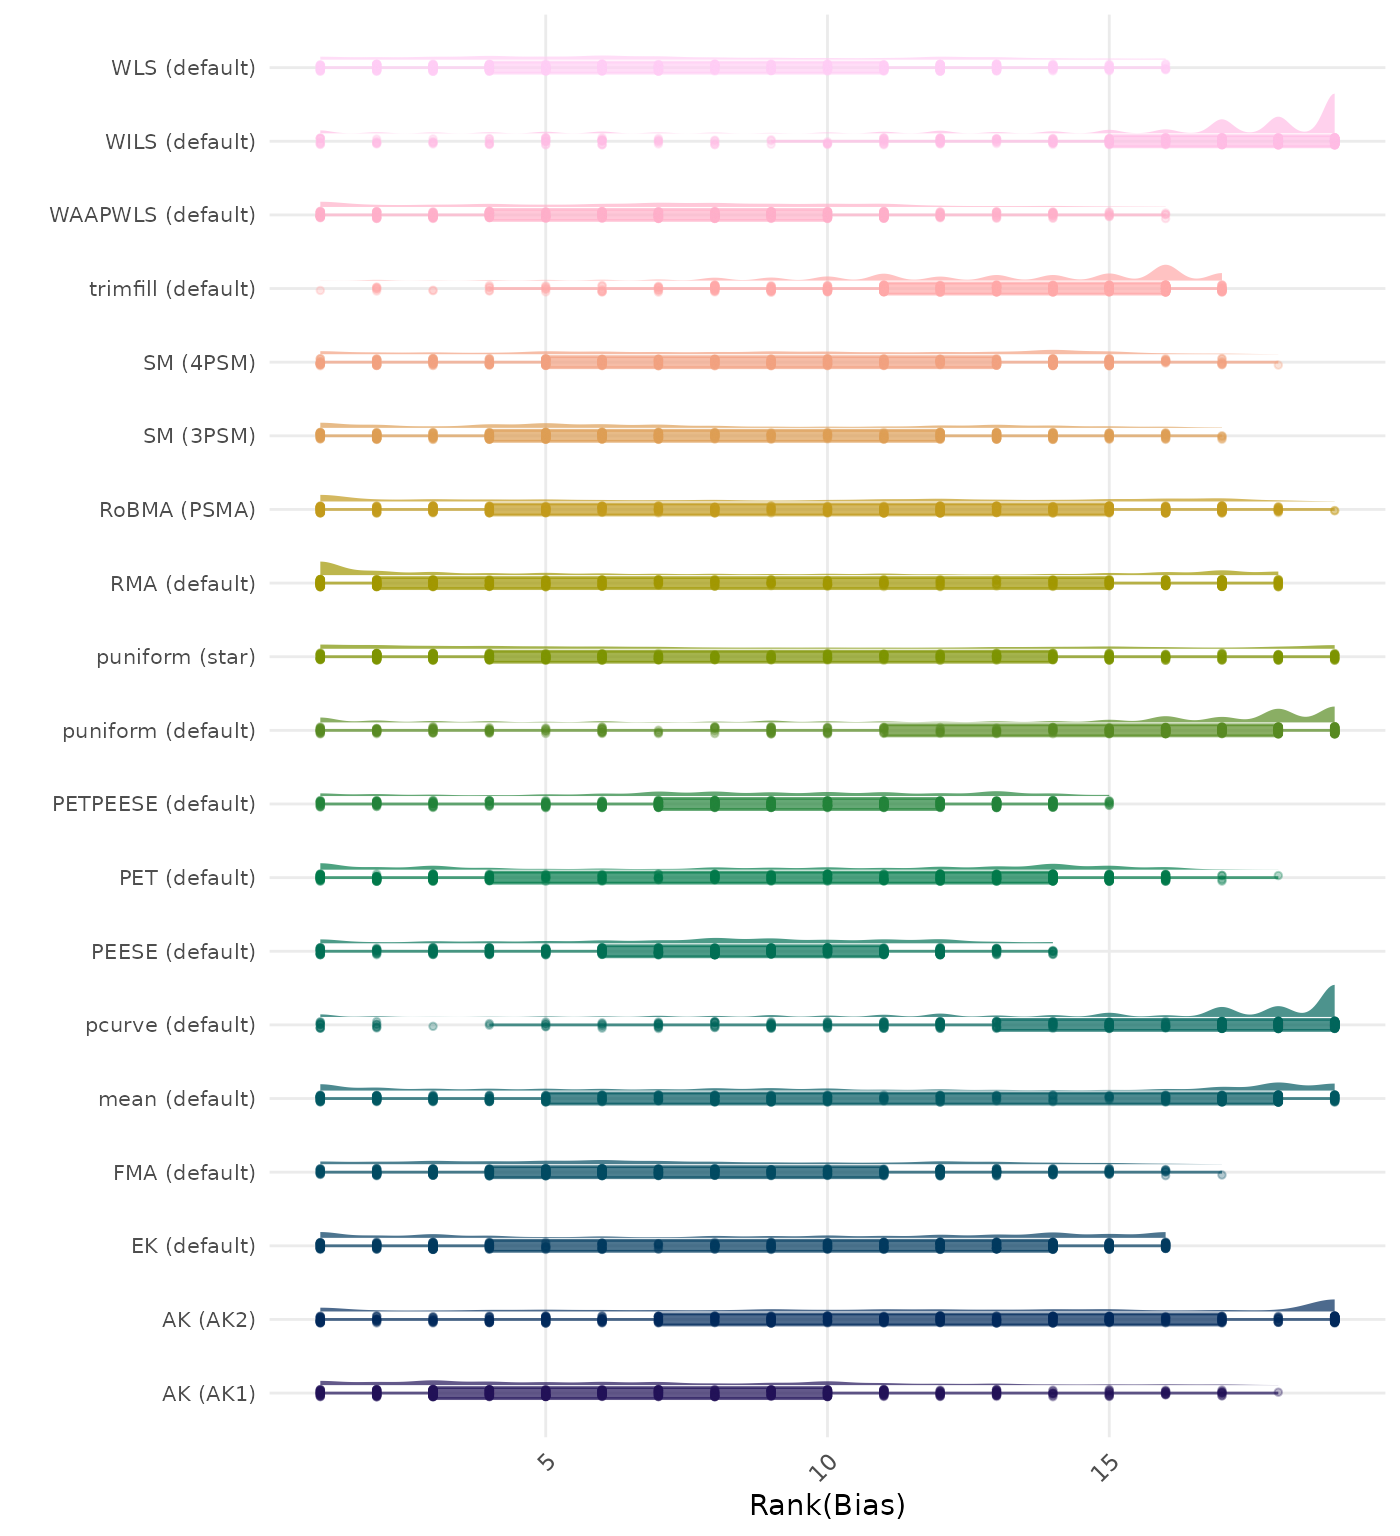 WLS (default)
WILS (default)
WAAPWLS (default)
trimfill (default)
SM (4PSM)
SM (3PSM)
RoBMA (PSMA)
RMA (default)
puniform (star)
puniform (default)
PETPEESE (default)
PET (default)
PEESE (default)
pcurve (default)
mean (default)
FMA (default)
EK (default)
AK (AK2)
AK (AK1)
5
10
15
Rank(Bias)